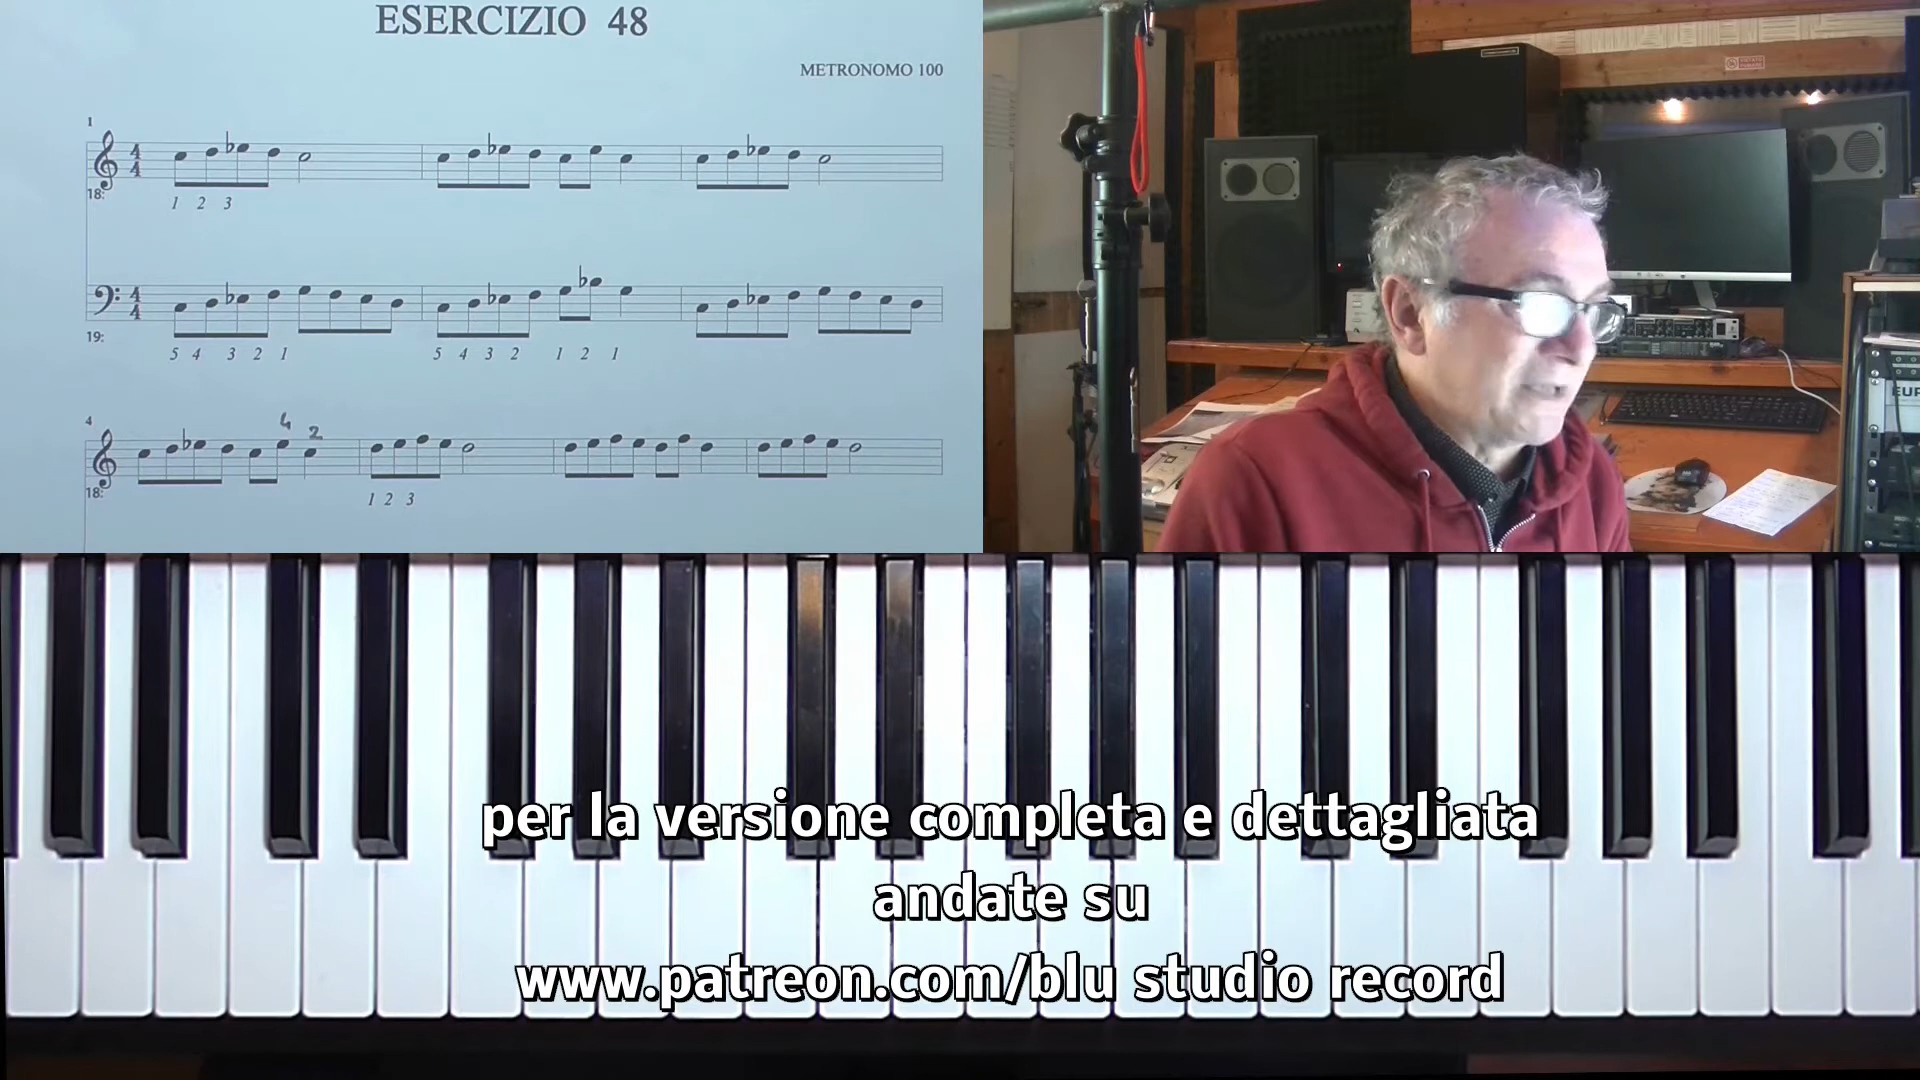 ESERCIZIO 48
METRONOMO 100
1
18:
1 2 3
19:
5 4 3 2 1 5 4 3 2 1 2 1
4
4 2
18:
1 2 3
EUR
per la versione completa e dettagliata
andate su
www.patreon.com/blu studio record